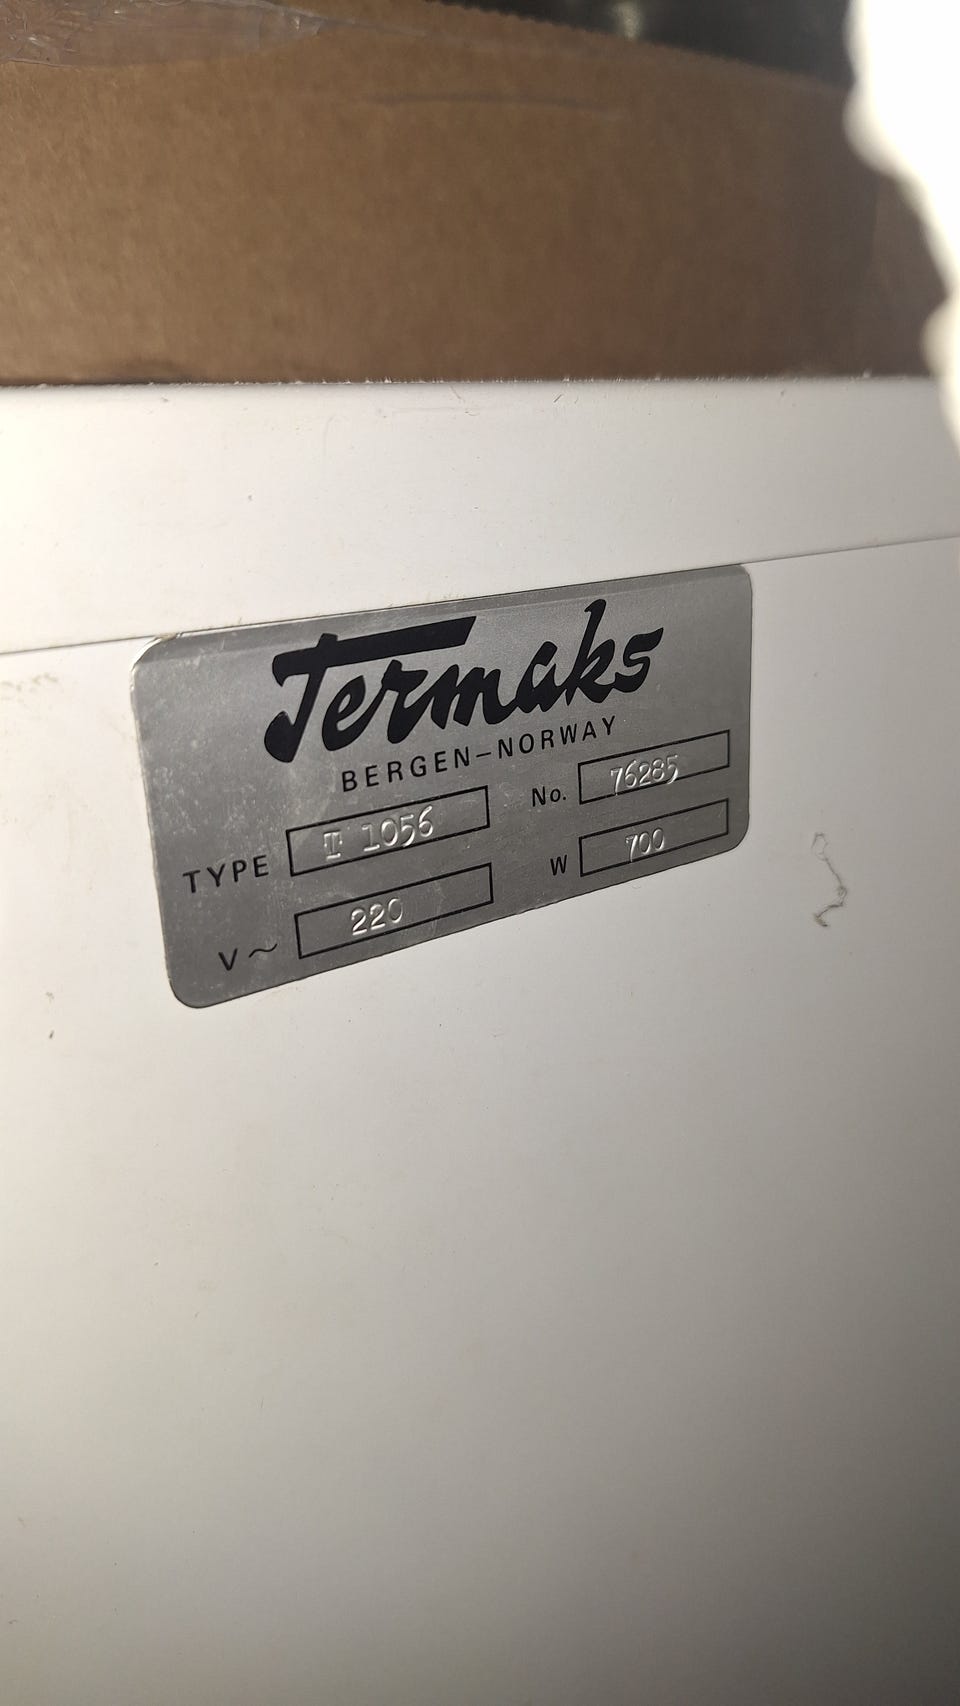 Termaks
BERGEN-NORWAY
TYPE T 1056 No. 76285
V~ 220 W 700